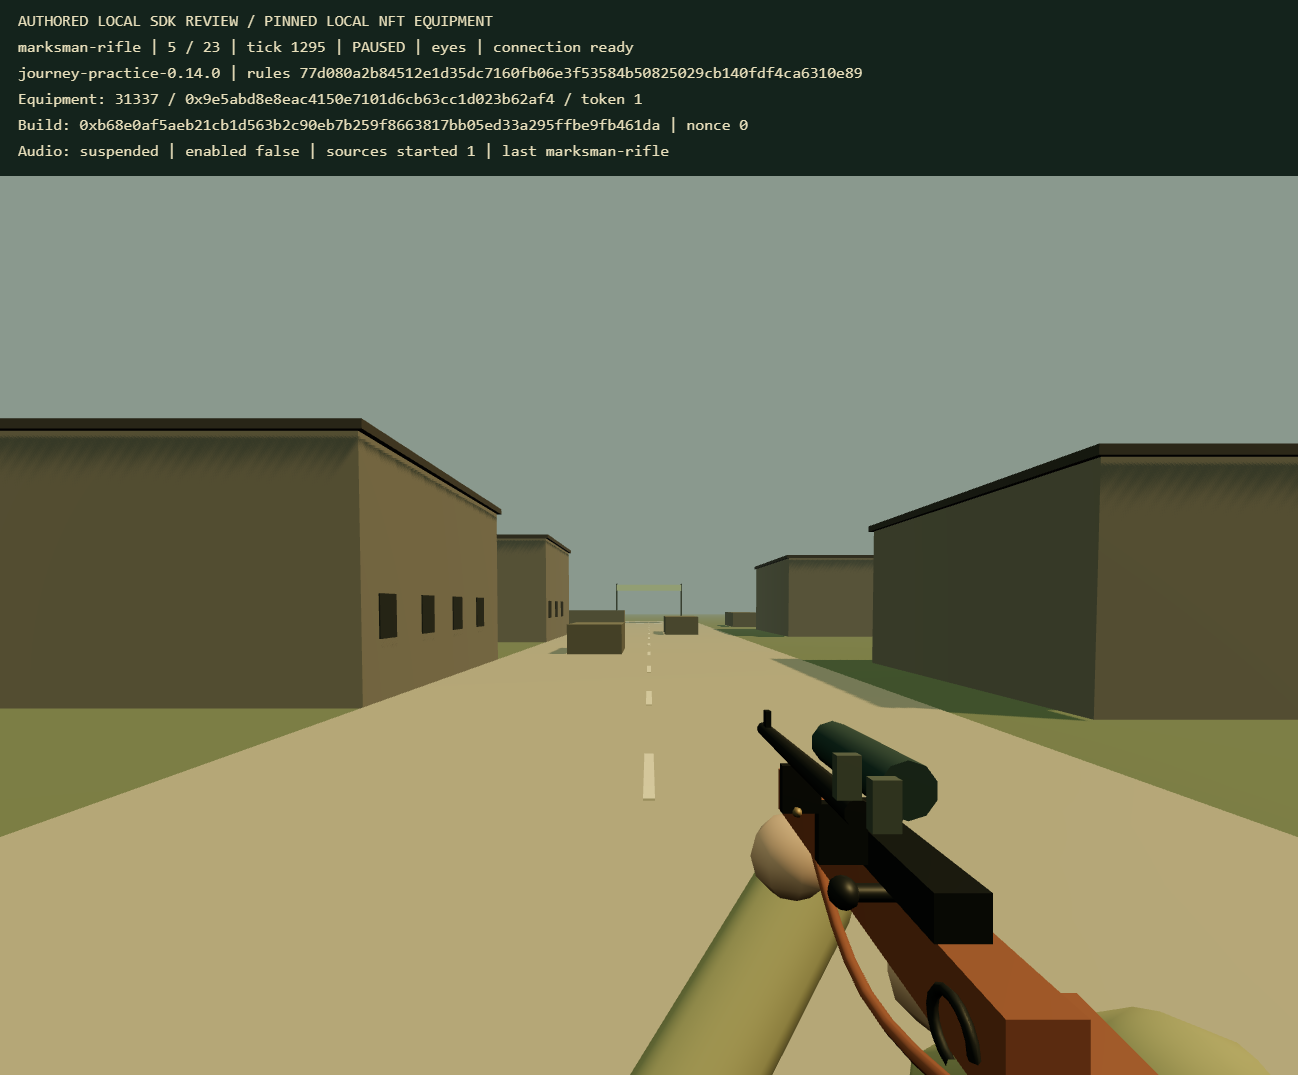 AUTHORED LOCAL SDK REVIEW / PINNED LOCAL NFT EQUIPMENT
marksman-rifle | 5 / 23 | tick 1295 | PAUSED | eyes | connection ready
journey-practice-0.14.0 | rules 77d080a2b84512e1d35dc7160fb06e3f53584b50825029cb140fdf4ca6310e89
Equipment: 31337 / 0x9e5abd8e8eac4150e7101d6cb63cc1d023b62af4 / token 1
Build: 0xb68e0af5aeb21cb1d563b2c90eb7b259f8663817bb05ed33a295ffbe9fb461da | nonce 0
Audio: suspended | enabled false | sources started 1 | last marksman-rifle